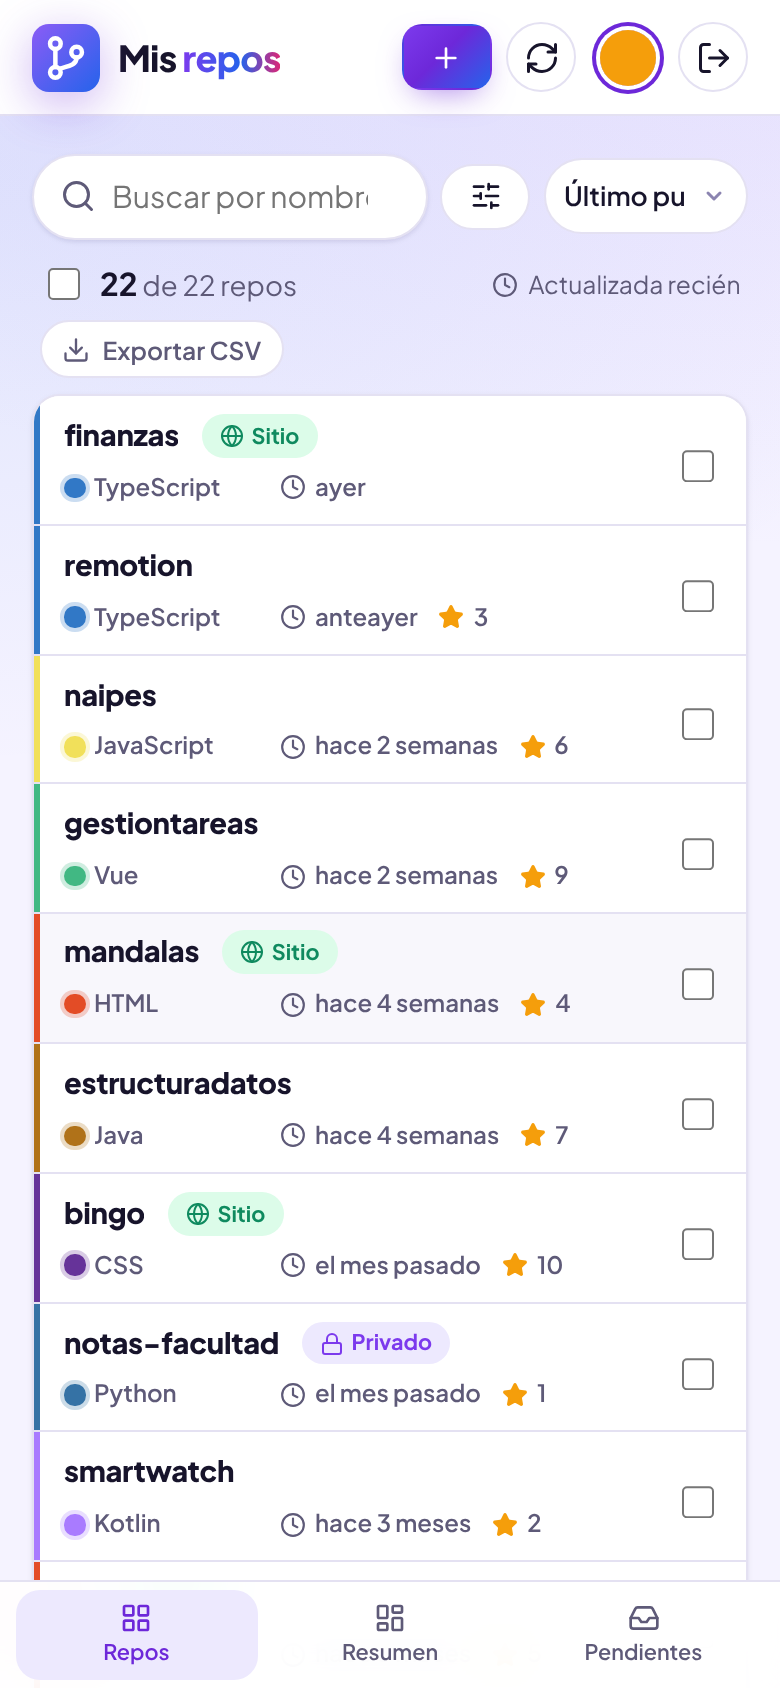 Mis repos
Buscar por nombr
Último pu
22 de 22 repos
Actualizada recién
Exportar CSV
finanzas Sitio
TypeScript ayer
remotion
TypeScript anteayer 3
naipes
JavaScript hace 2 semanas 6
gestiontareas
Vue hace 2 semanas 9
mandalas Sitio
HTML hace 4 semanas 4
estructuradatos
Java hace 4 semanas 7
bingo Sitio
CSS el mes pasado 10
notas-facultad Privado
Python el mes pasado 1
smartwatch
Kotlin hace 3 meses 2
Repos Resumen Pendientes